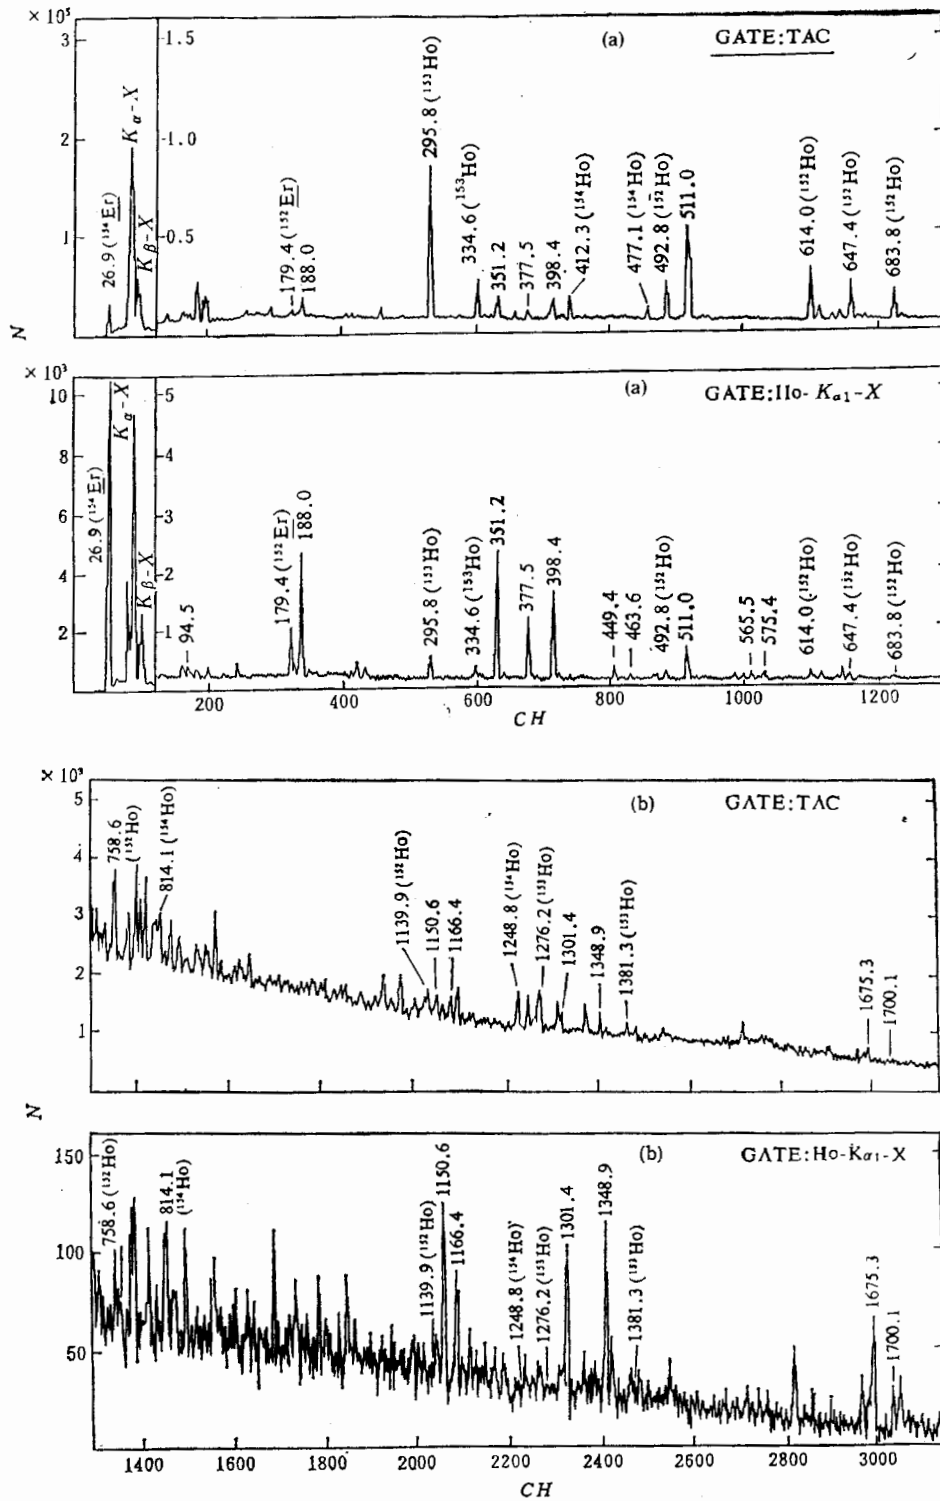 × 10⁵
(a)
GATE:TAC
3
2
1
1.5
1.0
0.5
N
26.9 (¹⁵⁴Er)
Kα-X
Kβ-X
179.4 (¹⁵²Er)
188.0
295.8 (¹⁵³Ho)
334.6 (¹⁵³Ho)
351.2
377.5
398.4
412.3 (¹⁵⁴Ho)
477.1 (¹⁵⁴Ho)
492.8 (¹⁵²Ho)
511.0
614.0 (¹⁵²Ho)
647.4 (¹⁵²Ho)
683.8 (¹⁵²Ho)
× 10³
(a)
GATE:Ho-Kα1-X
10
8
6
4
2
5
4
3
2
1
26.9 (¹⁵⁴Er)
Kα-X
Kβ-X
94.5
179.4 (¹⁵²Er)
188.0
295.8 (¹⁵³Ho)
334.6 (¹⁵³Ho)
351.2
377.5
398.4
449.4
463.6
492.8 (¹⁵²Ho)
511.0
565.5
575.4
614.0 (¹⁵²Ho)
647.4 (¹⁵²Ho)
683.8 (¹⁵²Ho)
200 400 600 800 1000 1200
CH
× 10³
(b)
GATE:TAC
5
4
3
2
1
758.6
(¹⁵²Ho)
814.1 (¹⁵⁴Ho)
1139.9 (¹⁵²Ho)
1150.6
1166.4
1248.8 (¹⁵⁴Ho)
1276.2 (¹⁵³Ho)
1301.4
1348.9
1381.3 (¹⁵³Ho)
1675.3
1700.1
N
(b)
GATE:Ho-Kα1-X
150
100
50
758.6 (¹⁵²Ho)
814.1
(¹⁵⁴Ho)
1139.9 (¹⁵²Ho)
1150.6
1166.4
1248.8 (¹⁵⁴Ho)
1276.2 (¹⁵³Ho)
1301.4
1348.9
1381.3 (¹⁵³Ho)
1675.3
1700.1
1400 1600 1800 2000 2200 2400 2600 2800 3000
CH